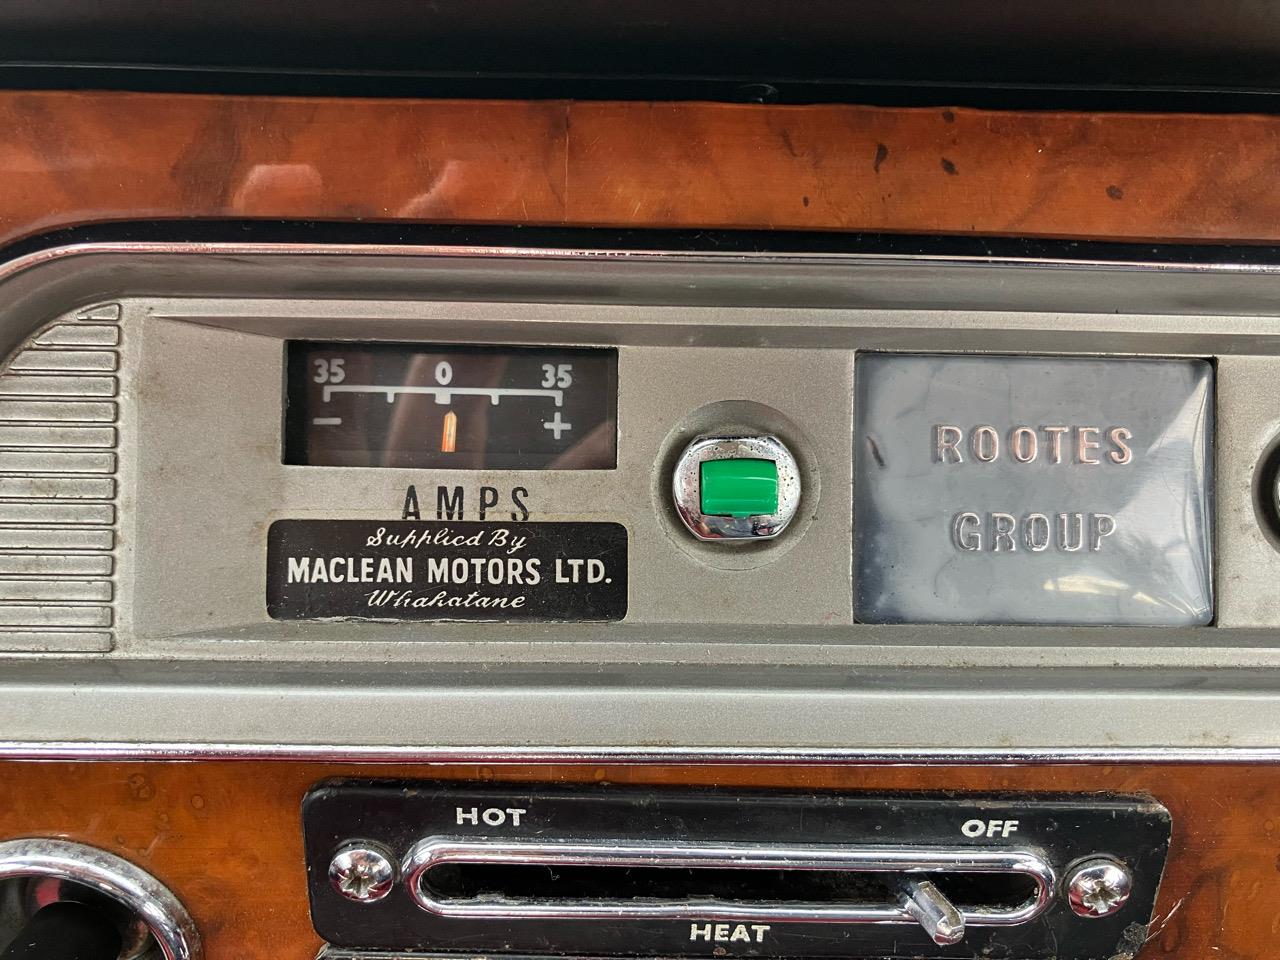 35 0 35
− +
AMPS
Supplied By
MACLEAN MOTORS LTD.
Whakatane
ROOTES
GROUP
HOT OFF
HEAT